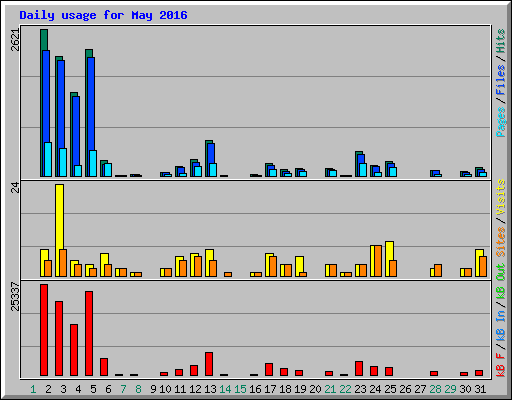 Daily usage for May 2016
2621
Pages / Files / Hits
24
Sites / Visits
25337
kB F / kB In / kB Out
1 2 3 4 5 6 7 8 9 10 11 12 13 14 15 16 17 18 19 20 21 22 23 24 25 26 27 28 29 30 31